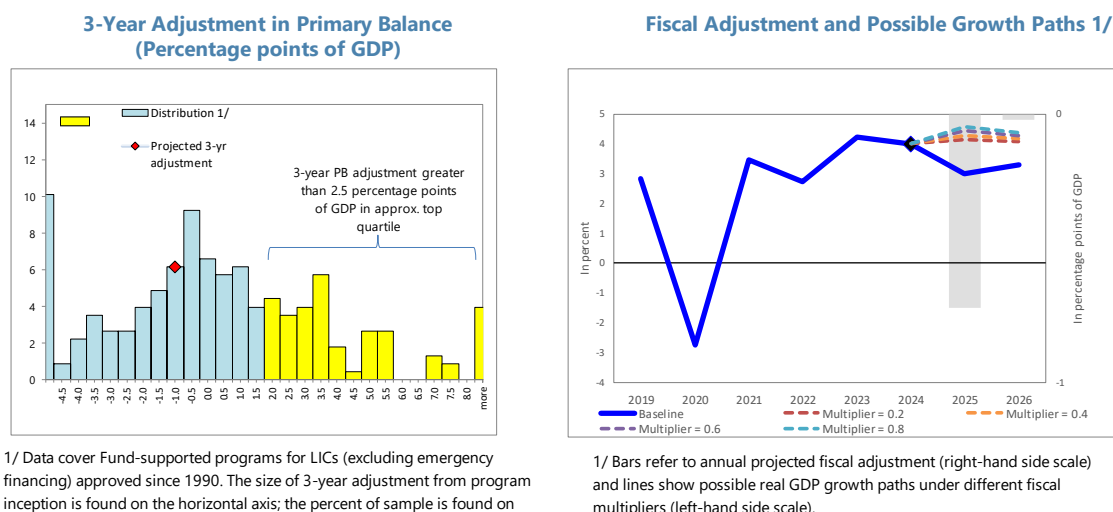 3-Year Adjustment in Primary Balance
(Percentage points of GDP)
14
12
10
8
6
4
2
0
Distribution 1/
Projected 3-yr
adjustment
3-year PB adjustment greater
than 2.5 percentage points
of GDP in approx. top
quartile
-4.5
-4.0
-3.5
-3.0
-2.5
-2.0
-1.5
-1.0
-0.5
0.0
0.5
1.0
1.5
2.0
2.5
3.0
3.5
4.0
4.5
5.0
5.5
6.0
6.5
7.0
7.5
8.0
more
1/ Data cover Fund-supported programs for LICs (excluding emergency
financing) approved since 1990. The size of 3-year adjustment from program
inception is found on the horizontal axis; the percent of sample is found on
Fiscal Adjustment and Possible Growth Paths 1/
In percent
5
4
3
2
1
0
-1
-2
-3
-4
0
-1
In percentage points of GDP
2019 2020 2021 2022 2023 2024 2025 2026
Baseline Multiplier = 0.2 Multiplier = 0.4
Multiplier = 0.6 Multiplier = 0.8
1/ Bars refer to annual projected fiscal adjustment (right-hand side scale)
and lines show possible real GDP growth paths under different fiscal
multipliers (left-hand side scale).